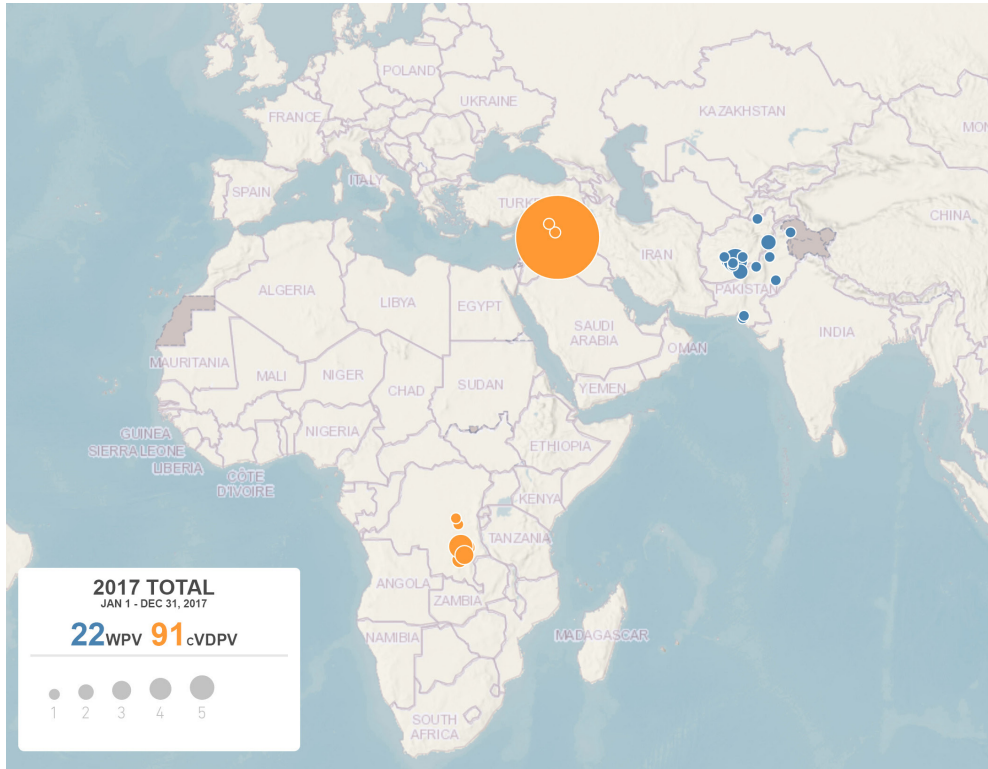 POLAND
UKRAINE
KAZAKHSTAN
FRANCE
MON
ITALY
SPAIN
TURK
CHINA
IRAN
PAKISTAN
ALGERIA
LIBYA
EGYPT
SAUDI
ARABIA
INDIA
OMAN
MAURITANIA
MALI
NIGER
CHAD
SUDAN
YEMEN
GUINEA
SIERRA LEONE
LIBERIA
NIGERIA
ETHIOPIA
CÔTE
D'IVOIRE
KENYA
TANZANIA
ANGOLA
ZAMBIA
NAMIBIA
MADAGASCAR
SOUTH
AFRICA
2017 TOTAL
JAN 1 - DEC 31, 2017
22WPV 91cVDPV
1 2 3 4 5